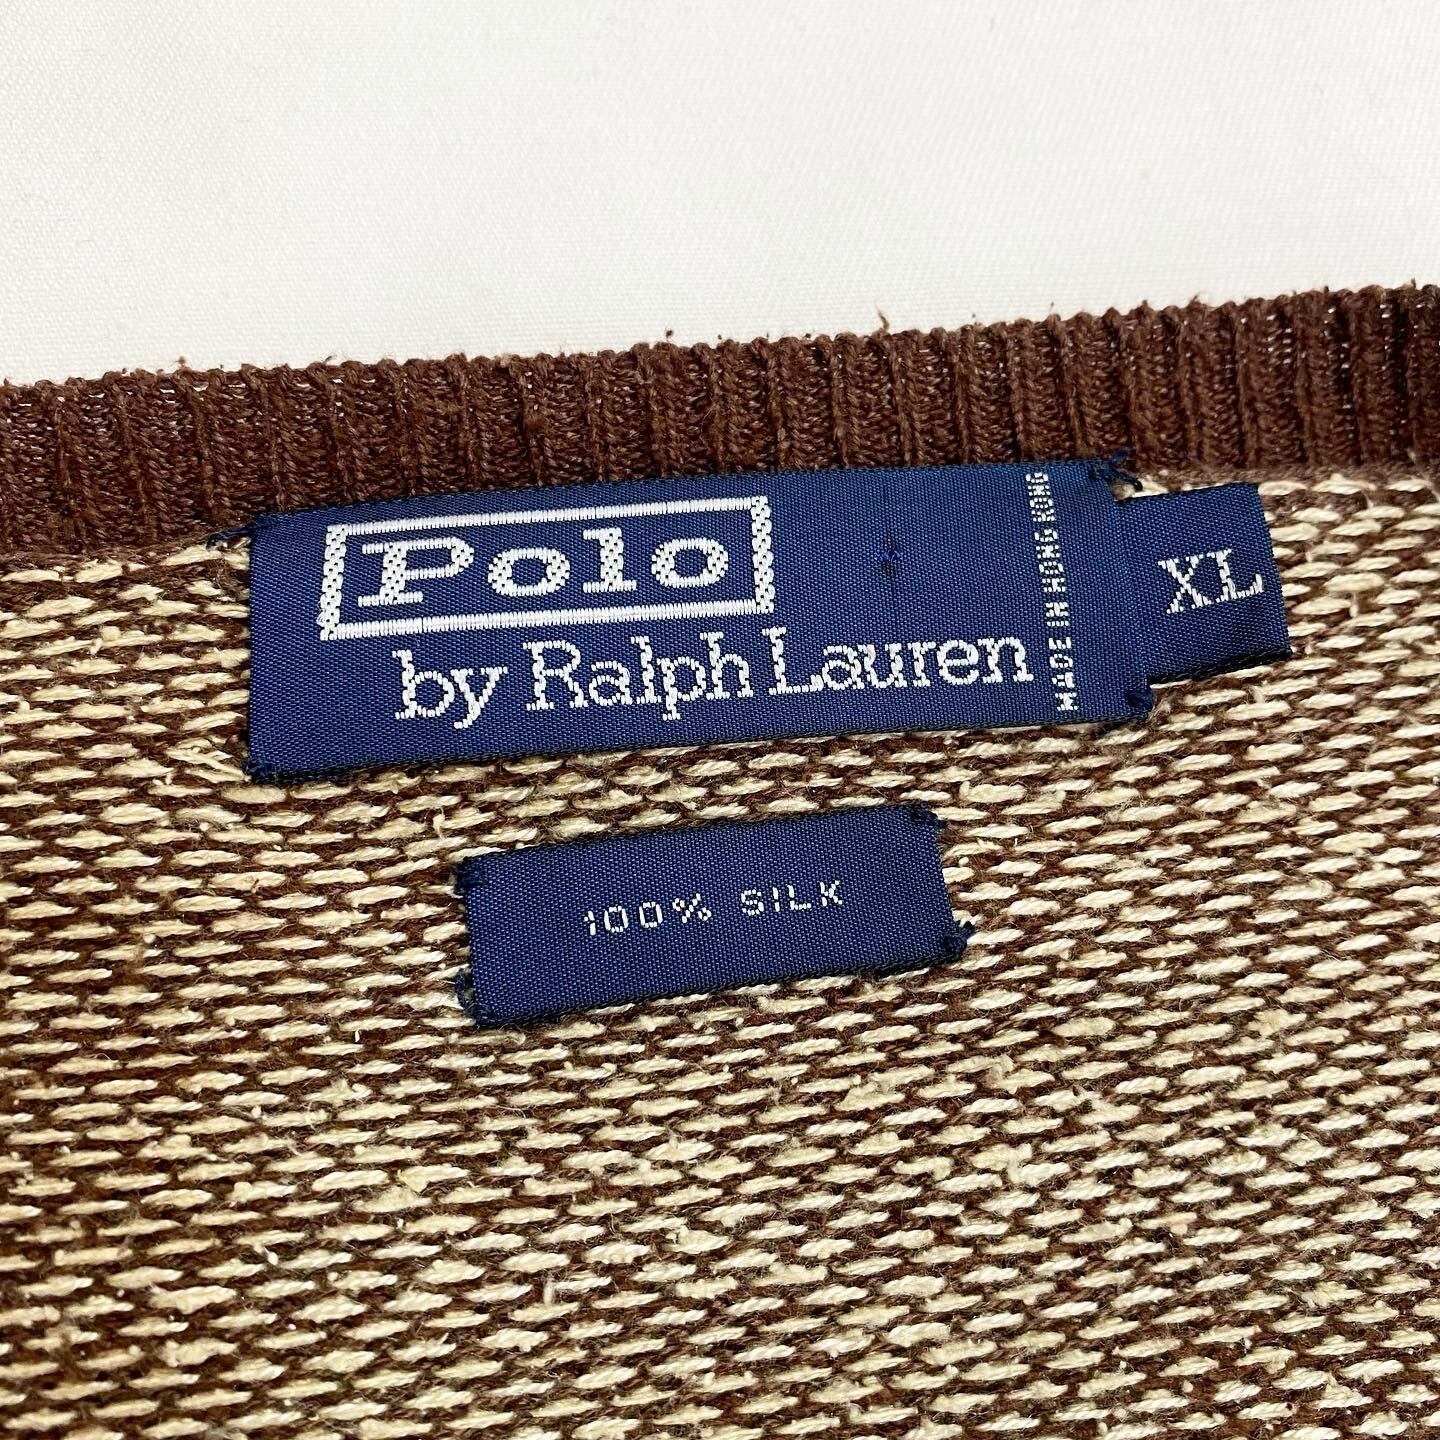 Polo
by Ralph Lauren
MADE IN HONG KONG
XL
100% SILK